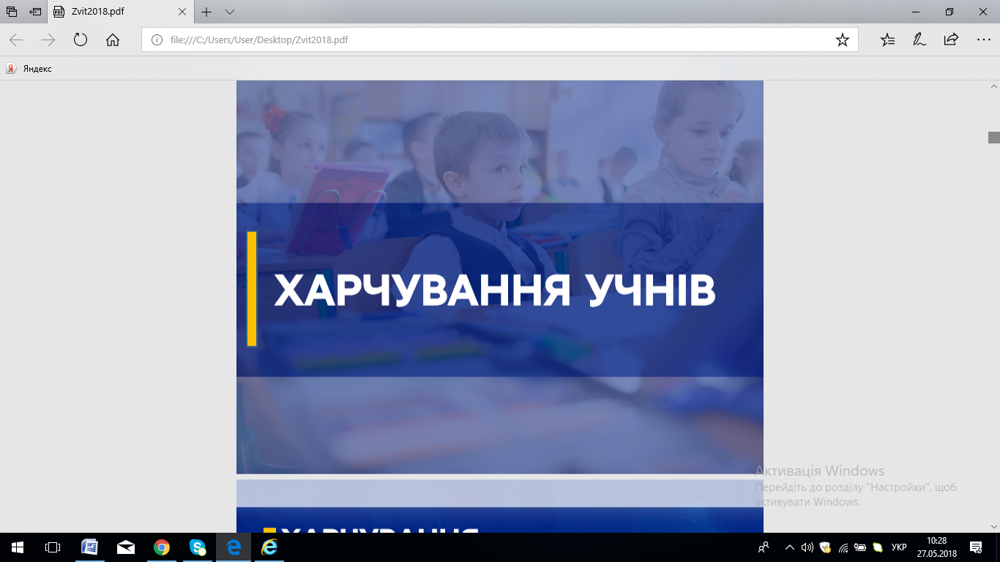 Zvit2018.pdf
file:///C:/Users/User/Desktop/Zvit2018.pdf
Яндекс
ХАРЧУВАННЯ УЧНІВ
Активація Windows
Перейдіть до розділу "Настройки", щоб
активувати Windows.
ХАРЧУВАННЯ
УКР
10:28
27.05.2018